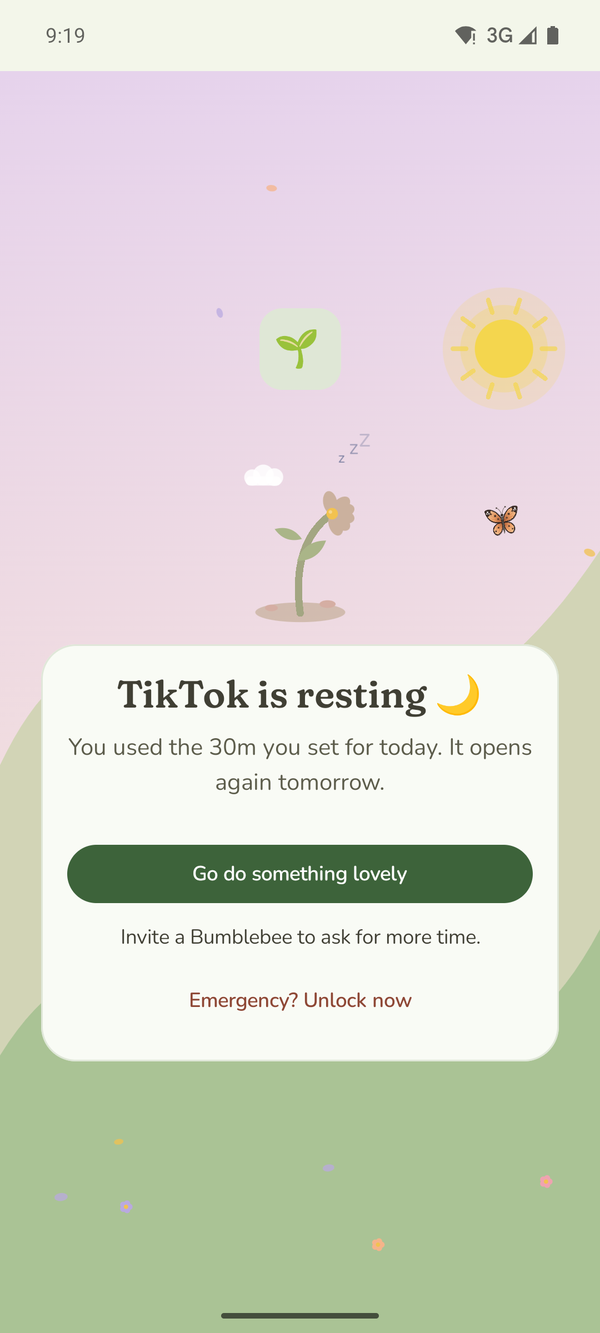 9:19
3G
z z Z
TikTok is resting 🌙
You used the 30m you set for today. It opens
again tomorrow.
Go do something lovely
Invite a Bumblebee to ask for more time.
Emergency? Unlock now